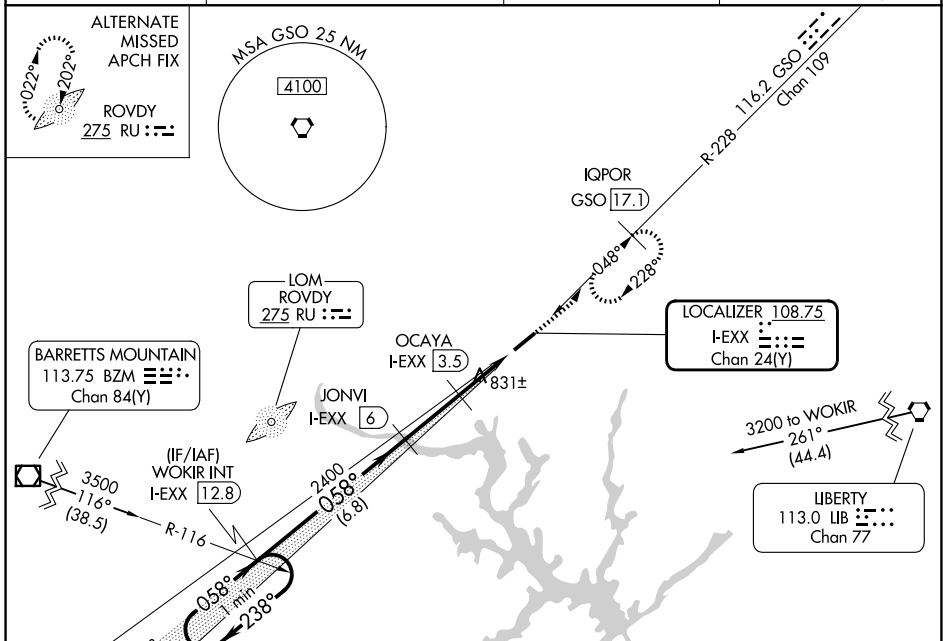 ALTERNATE
MISSED
APCH FIX
022°
202°
ROVDY
275 RU
MSA GSO 25 NM
4100
116.2 GSO
Chan 109
R-228
IQPOR
GSO 17.1
048°
228°
LOM
ROVDY
275 RU
LOCALIZER 108.75
I-EXX
Chan 24(Y)
OCAYA
I-EXX 3.5
831±
BARRETTS MOUNTAIN
113.75 BZM
Chan 84(Y)
JONVI
I-EXX 6
3200 to WOKIR
261°
(44.4)
(IF/IAF)
WOKIR INT
I-EXX 12.8
2400
058°
(6.8)
3500
116°
(38.5)
R-116
LIBERTY
113.0 LIB
Chan 77
058°
1 min
238°